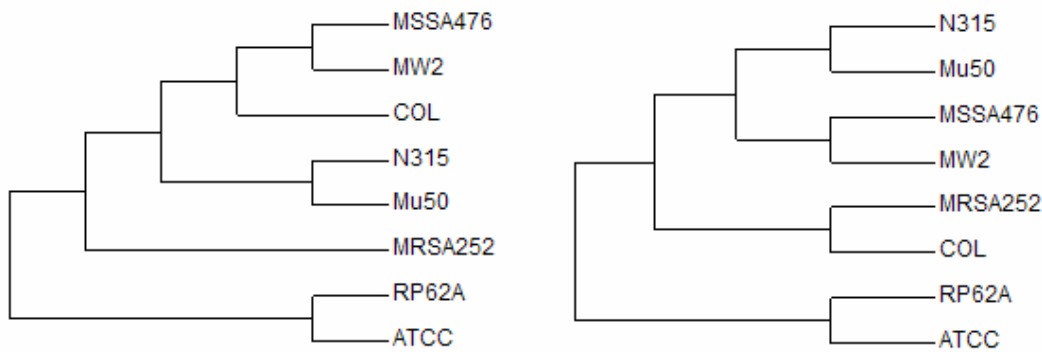 MSSA476
MW2
COL
N315
Mu50
MRSA252
RP62A
ATCC
N315
Mu50
MSSA476
MW2
MRSA252
COL
RP62A
ATCC